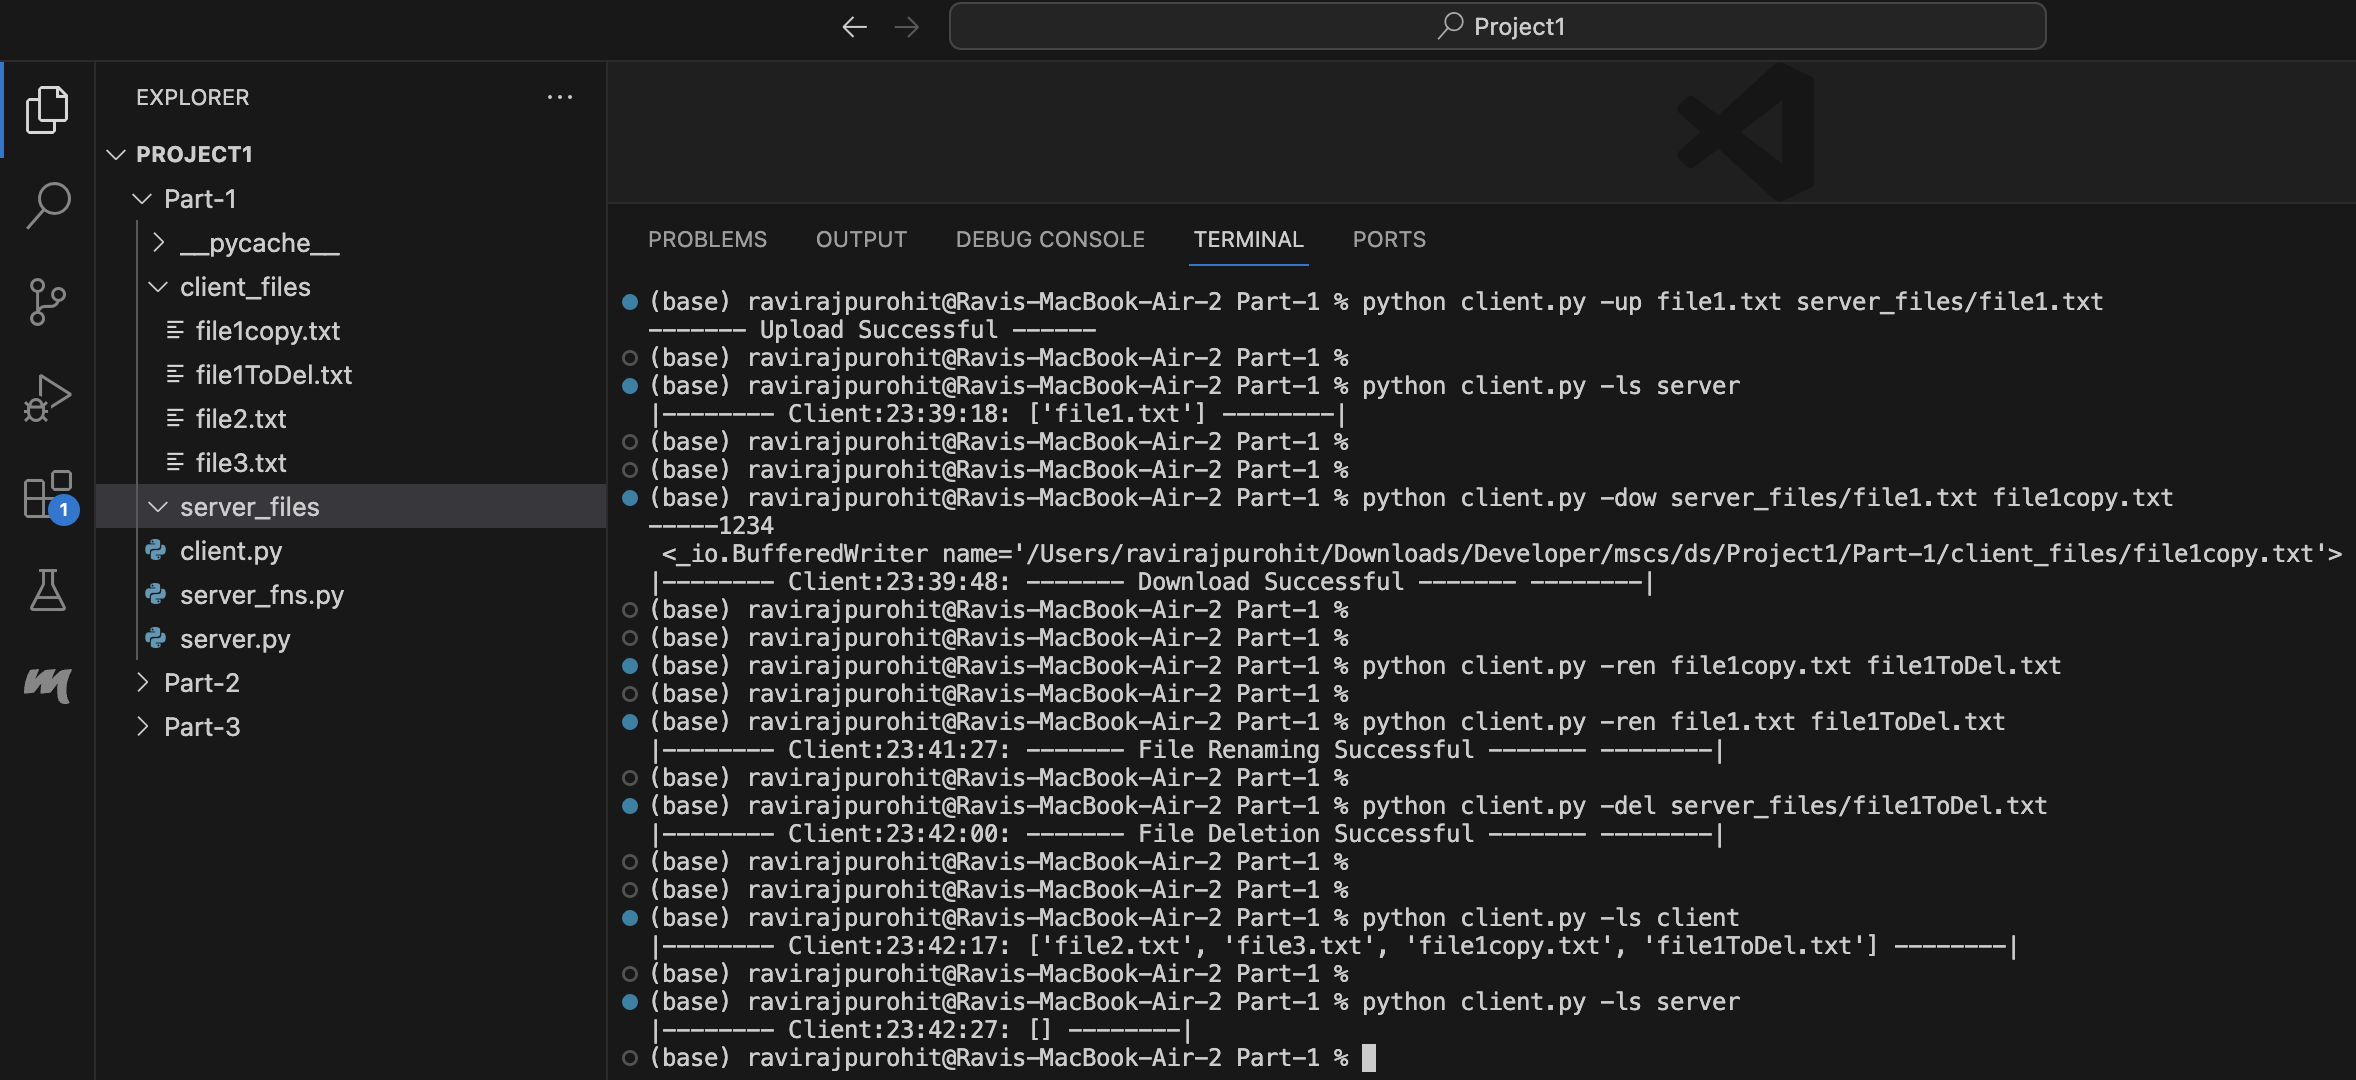 Project1
EXPLORER
PROJECT1
Part-1
__pycache__
client_files
file1copy.txt
file1ToDel.txt
file2.txt
file3.txt
server_files
client.py
server_fns.py
server.py
Part-2
Part-3
1
PROBLEMS OUTPUT DEBUG CONSOLE TERMINAL PORTS
(base) ravirajpurohit@Ravis-MacBook-Air-2 Part-1 % python client.py -up file1.txt server_files/file1.txt
------- Upload Successful ------
(base) ravirajpurohit@Ravis-MacBook-Air-2 Part-1 %
(base) ravirajpurohit@Ravis-MacBook-Air-2 Part-1 % python client.py -ls server
|-------- Client:23:39:18: ['file1.txt'] --------|
(base) ravirajpurohit@Ravis-MacBook-Air-2 Part-1 %
(base) ravirajpurohit@Ravis-MacBook-Air-2 Part-1 %
(base) ravirajpurohit@Ravis-MacBook-Air-2 Part-1 % python client.py -dow server_files/file1.txt file1copy.txt
-----1234
<_io.BufferedWriter name='/Users/ravirajpurohit/Downloads/Developer/mscs/ds/Project1/Part-1/client_files/file1copy.txt'>
|-------- Client:23:39:48: ------- Download Successful ------- --------|
(base) ravirajpurohit@Ravis-MacBook-Air-2 Part-1 %
(base) ravirajpurohit@Ravis-MacBook-Air-2 Part-1 %
(base) ravirajpurohit@Ravis-MacBook-Air-2 Part-1 % python client.py -ren file1copy.txt file1ToDel.txt
(base) ravirajpurohit@Ravis-MacBook-Air-2 Part-1 %
(base) ravirajpurohit@Ravis-MacBook-Air-2 Part-1 % python client.py -ren file1.txt file1ToDel.txt
|-------- Client:23:41:27: ------- File Renaming Successful ------- --------|
(base) ravirajpurohit@Ravis-MacBook-Air-2 Part-1 %
(base) ravirajpurohit@Ravis-MacBook-Air-2 Part-1 % python client.py -del server_files/file1ToDel.txt
|-------- Client:23:42:00: ------- File Deletion Successful ------- --------|
(base) ravirajpurohit@Ravis-MacBook-Air-2 Part-1 %
(base) ravirajpurohit@Ravis-MacBook-Air-2 Part-1 %
(base) ravirajpurohit@Ravis-MacBook-Air-2 Part-1 % python client.py -ls client
|-------- Client:23:42:17: ['file2.txt', 'file3.txt', 'file1copy.txt', 'file1ToDel.txt'] --------|
(base) ravirajpurohit@Ravis-MacBook-Air-2 Part-1 %
(base) ravirajpurohit@Ravis-MacBook-Air-2 Part-1 % python client.py -ls server
|-------- Client:23:42:27: [] --------|
(base) ravirajpurohit@Ravis-MacBook-Air-2 Part-1 %